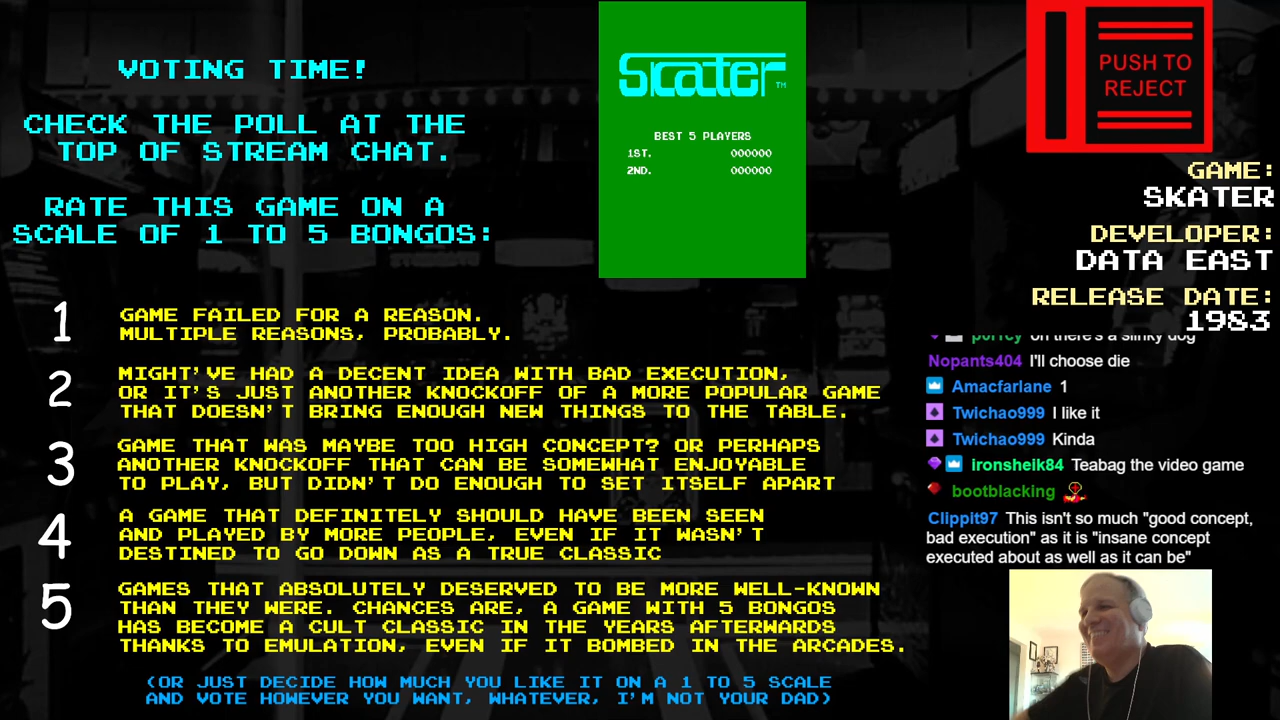 VOTING TIME!
CHECK THE POLL AT THE
TOP OF STREAM CHAT.
RATE THIS GAME ON A
SCALE OF 1 TO 5 BONGOS:
1
GAME FAILED FOR A REASON.
MULTIPLE REASONS, PROBABLY.
2
MIGHT'VE HAD A DECENT IDEA WITH BAD EXECUTION,
OR IT'S JUST ANOTHER KNOCKOFF OF A MORE POPULAR GAME
THAT DOESN'T BRING ENOUGH NEW THINGS TO THE TABLE.
3
GAME THAT WAS MAYBE TOO HIGH CONCEPT? OR PERHAPS
ANOTHER KNOCKOFF THAT CAN BE SOMEWHAT ENJOYABLE
TO PLAY, BUT DIDN'T DO ENOUGH TO SET ITSELF APART
4
A GAME THAT DEFINITELY SHOULD HAVE BEEN SEEN
AND PLAYED BY MORE PEOPLE, EVEN IF IT WASN'T
DESTINED TO GO DOWN AS A TRUE CLASSIC
5
GAMES THAT ABSOLUTELY DESERVED TO BE MORE WELL-KNOWN
THAN THEY WERE. CHANCES ARE, A GAME WITH 5 BONGOS
HAS BECOME A CULT CLASSIC IN THE YEARS AFTERWARDS
THANKS TO EMULATION, EVEN IF IT BOMBED IN THE ARCADES.
(OR JUST DECIDE HOW MUCH YOU LIKE IT ON A 1 TO 5 SCALE
AND VOTE HOWEVER YOU WANT, WHATEVER, I'M NOT YOUR DAD)
Skater TM
BEST 5 PLAYERS
1ST. 000000
2ND. 000000
PUSH TO
REJECT
GAME:
SKATER
DEVELOPER:
DATA EAST
RELEASE DATE:
1983
on there's a slinky dog
Nopants404 I'll choose die
Amacfarlane 1
Twichao999 I like it
Twichao999 Kinda
ironsheik84 Teabag the video game
bootblacking
Clippit97 This isn't so much "good concept,
bad execution" as it is "insane concept
executed about as well as it can be"